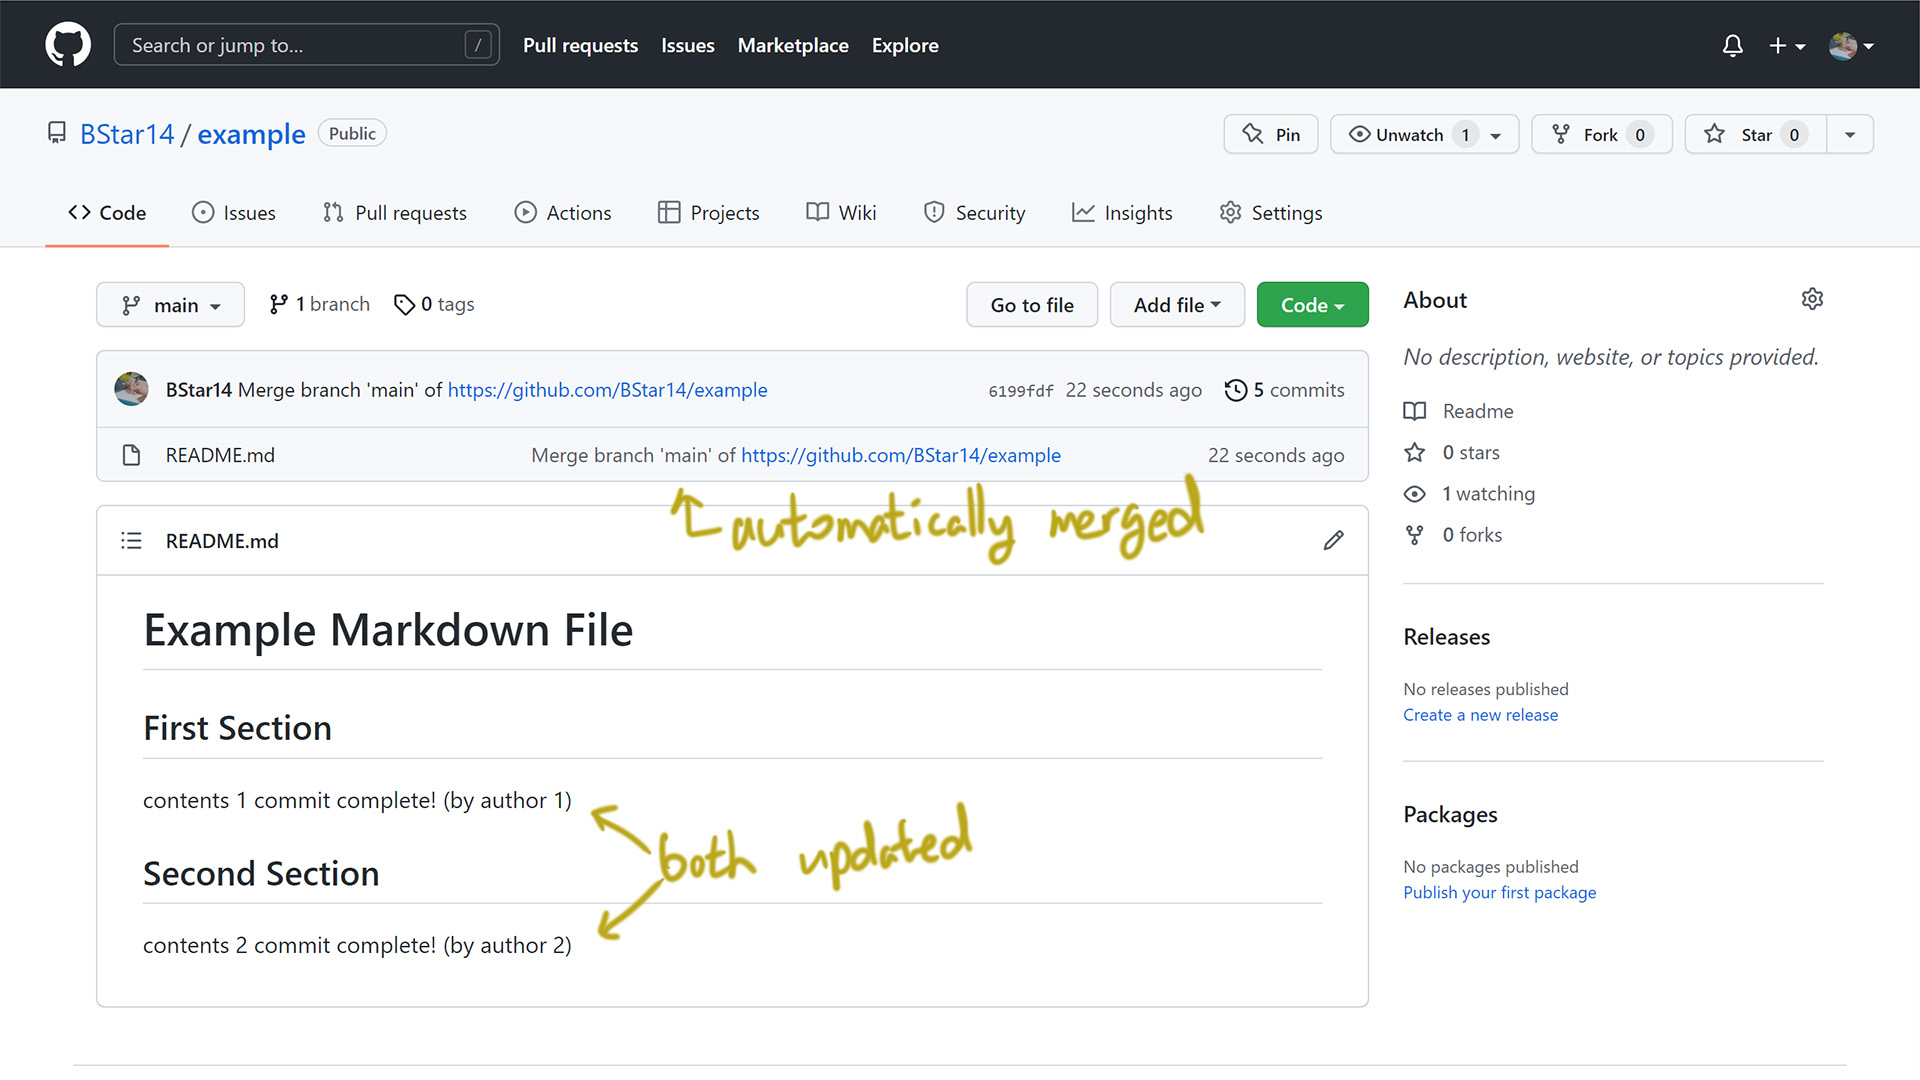 Search or jump to... /
Pull requests Issues Marketplace Explore
BStar14 / example Public
Pin Unwatch 1 Fork 0 Star 0
Code Issues Pull requests Actions Projects Wiki Security Insights Settings
main 1 branch 0 tags Go to file Add file Code
BStar14 Merge branch 'main' of https://github.com/BStar14/example 6199fdf 22 seconds ago 5 commits
README.md Merge branch 'main' of https://github.com/BStar14/example 22 seconds ago
automatically merged
README.md
Example Markdown File
First Section
contents 1 commit complete! (by author 1)
both updated
Second Section
contents 2 commit complete! (by author 2)
About
No description, website, or topics provided.
Readme
0 stars
1 watching
0 forks
Releases
No releases published
Create a new release
Packages
No packages published
Publish your first package